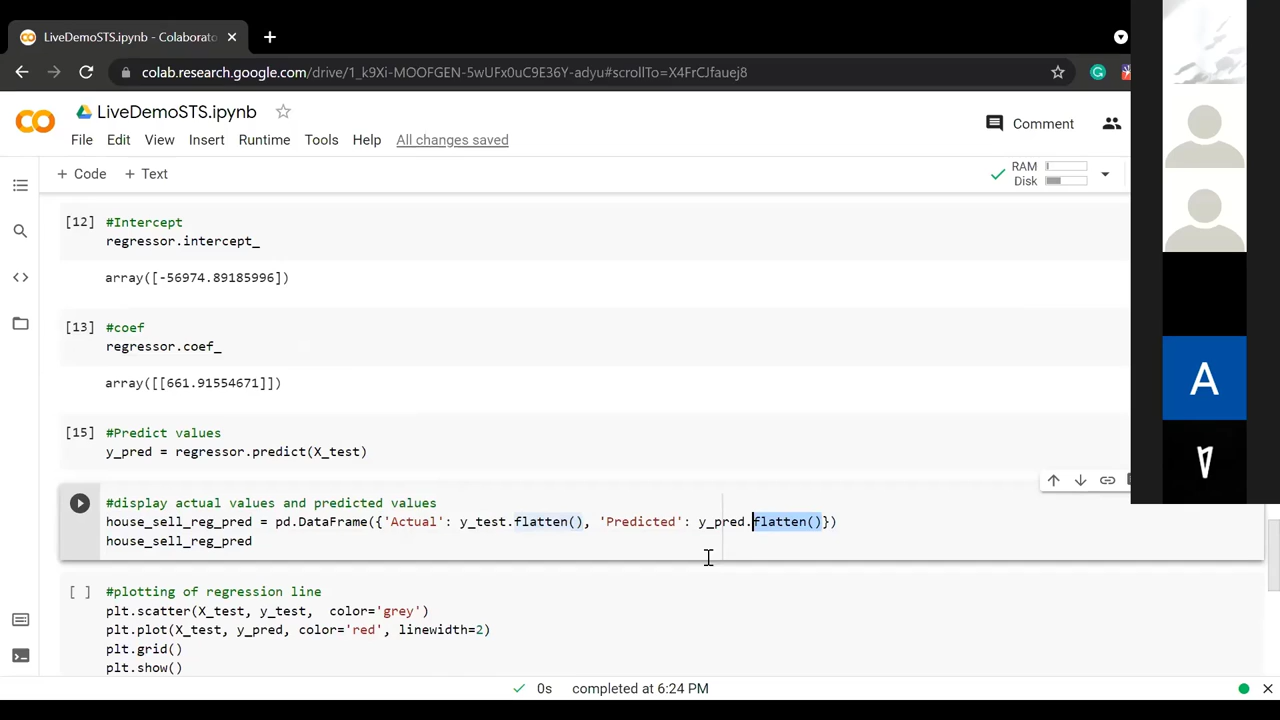 LiveDemoSTS.ipynb - Colaborato
colab.research.google.com/drive/1_k9Xi-MOOFGEN-5wUFx0uC9E36Y-adyu#scrollTo=X4FrCJfauej8
LiveDemoSTS.ipynb
File Edit View Insert Runtime Tools Help All changes saved
Comment
+ Code + Text
RAM
Disk
[12] #Intercept
regressor.intercept_
array([-56974.89185996])
[13] #coef
regressor.coef_
array([[661.91554671]])
[15] #Predict values
y_pred = regressor.predict(X_test)
#display actual values and predicted values
house_sell_reg_pred = pd.DataFrame({'Actual': y_test.flatten(), 'Predicted': y_pred.flatten()})
house_sell_reg_pred
[ ] #plotting of regression line
plt.scatter(X_test, y_test,  color='grey')
plt.plot(X_test, y_pred, color='red', linewidth=2)
plt.grid()
plt.show()
0s completed at 6:24 PM
A